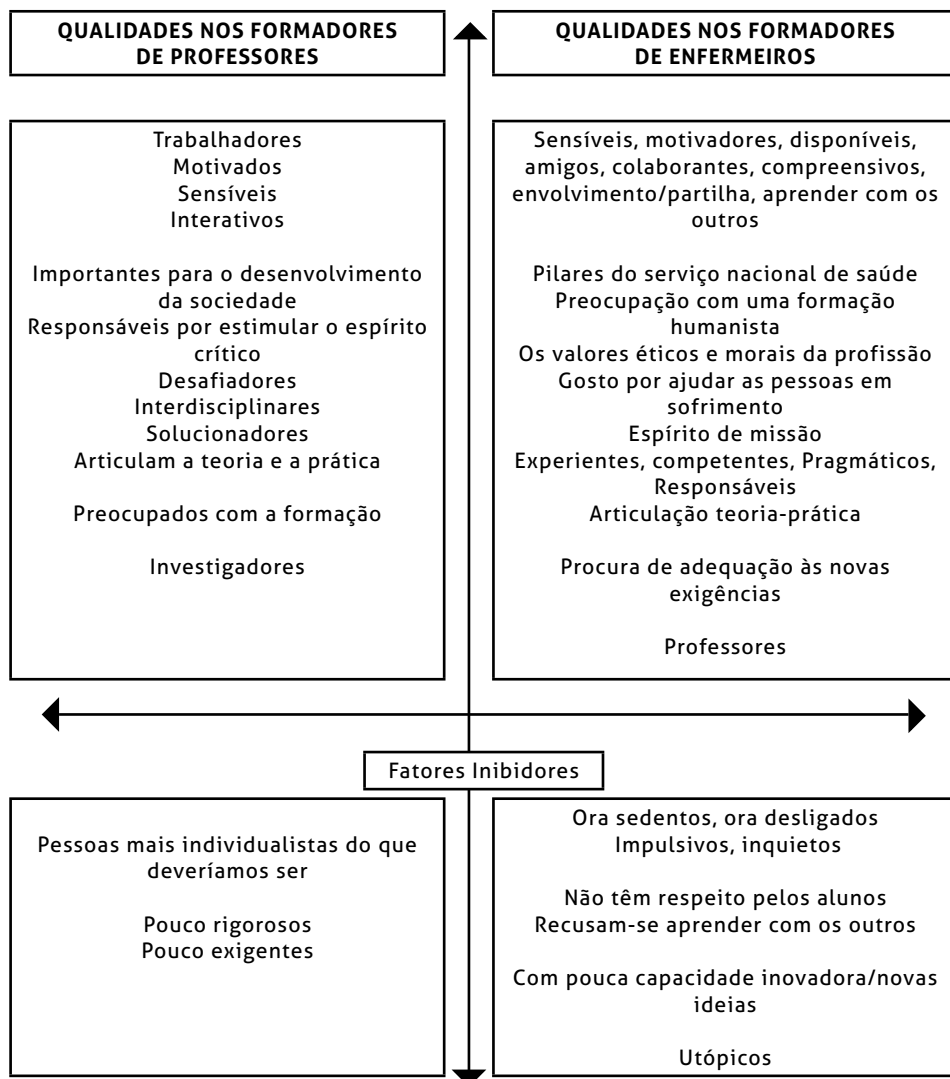 QUALIDADES NOS FORMADORES
DE PROFESSORES
QUALIDADES NOS FORMADORES
DE ENFERMEIROS
Trabalhadores
Motivados
Sensíveis
Interativos
Importantes para o desenvolvimento
da sociedade
Responsáveis por estimular o espírito
crítico
Desafiadores
Interdisciplinares
Solucionadores
Articulam a teoria e a prática
Preocupados com a formação
Investigadores
Sensíveis, motivadores, disponíveis,
amigos, colaborantes, compreensivos,
envolvimento/partilha, aprender com os
outros
Pilares do serviço nacional de saúde
Preocupação com uma formação
humanista
Os valores éticos e morais da profissão
Gosto por ajudar as pessoas em
sofrimento
Espírito de missão
Experientes, competentes, Pragmáticos,
Responsáveis
Articulação teoria-prática
Procura de adequação às novas
exigências
Professores
Fatores Inibidores
Pessoas mais individualistas do que
deveríamos ser
Pouco rigorosos
Pouco exigentes
Ora sedentos, ora desligados
Impulsivos, inquietos
Não têm respeito pelos alunos
Recusam-se aprender com os outros
Com pouca capacidade inovadora/novas
ideias
Utópicos